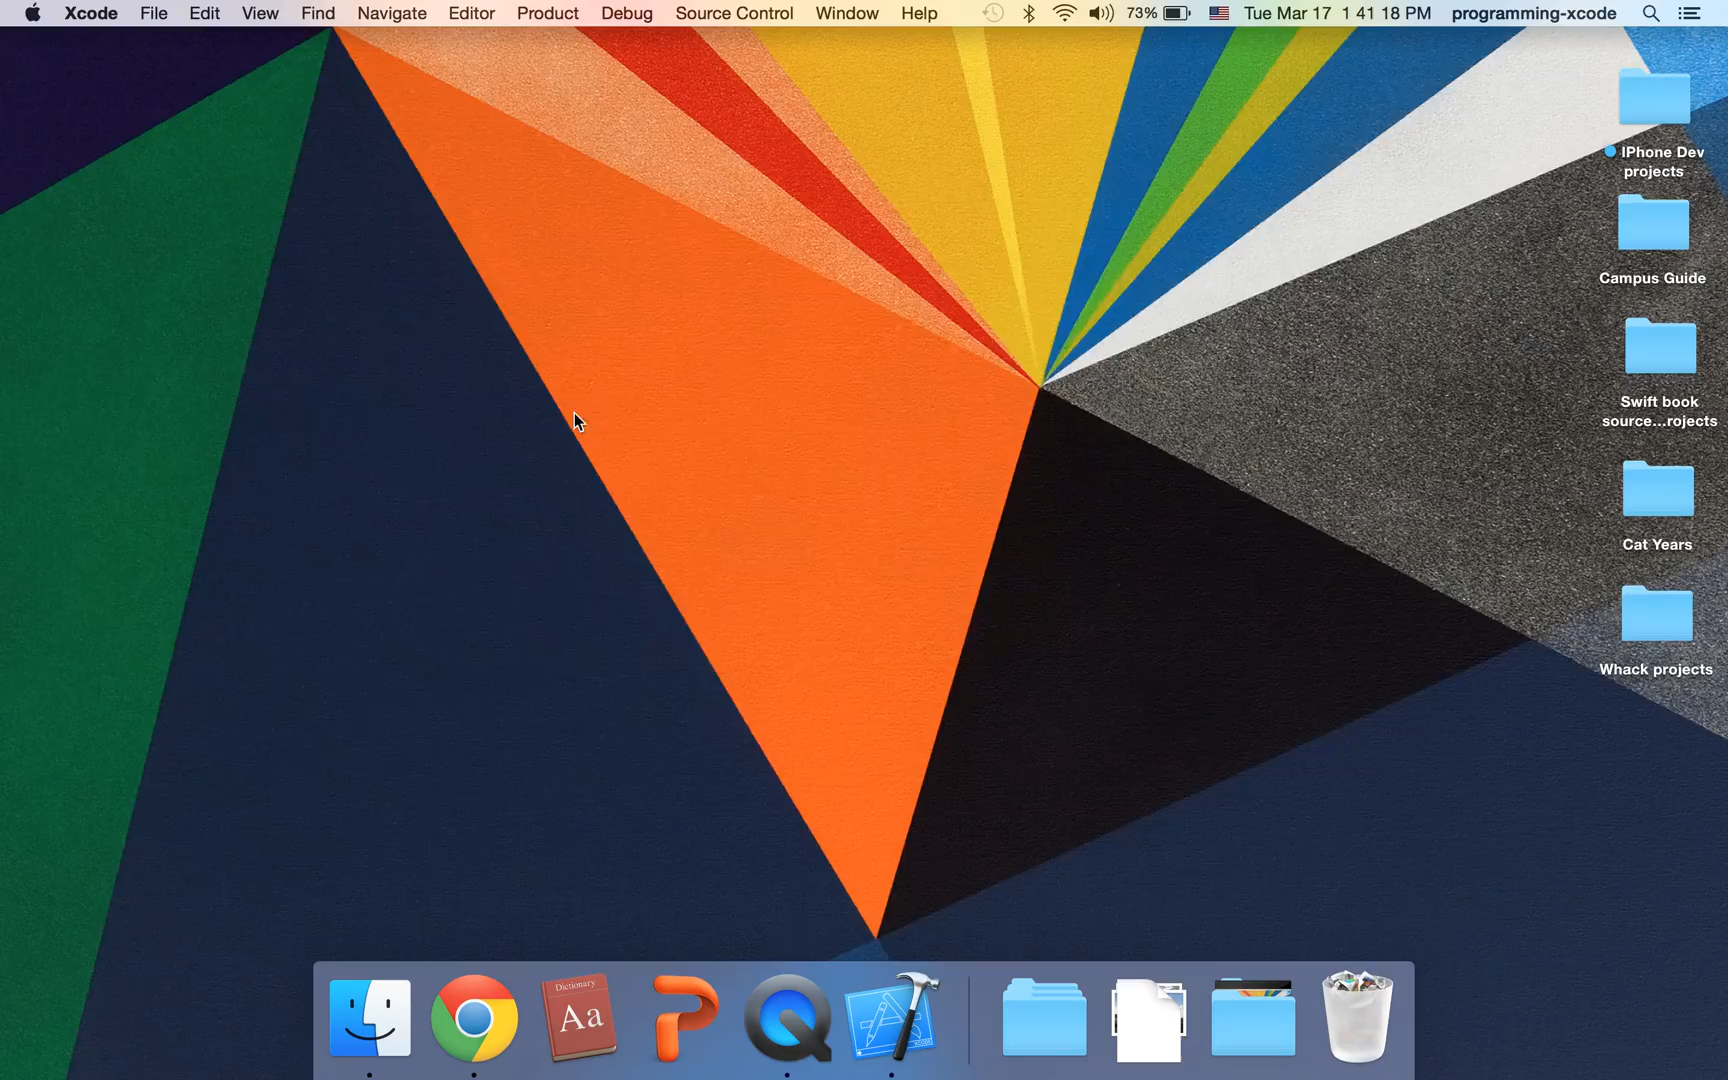 Xcode File Edit View Find Navigate Editor Product Debug Source Control Window Help 73% Tue Mar 17 1 41 18 PM programming-xcode
IPhone Dev
projects
Campus Guide
Swift book
source...rojects
Cat Years
Whack projects
Dictionary
Aa
XCODE